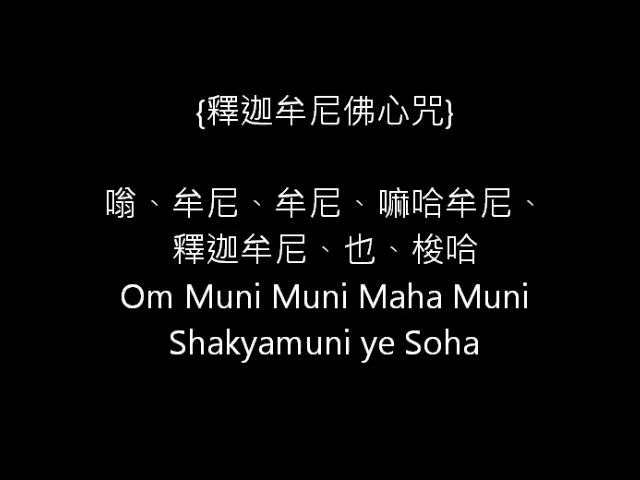 {釋迦牟尼佛心咒}
嗡、牟尼、牟尼、嘛哈牟尼、
釋迦牟尼、也、梭哈
Om Muni Muni Maha Muni
Shakyamuni ye Soha